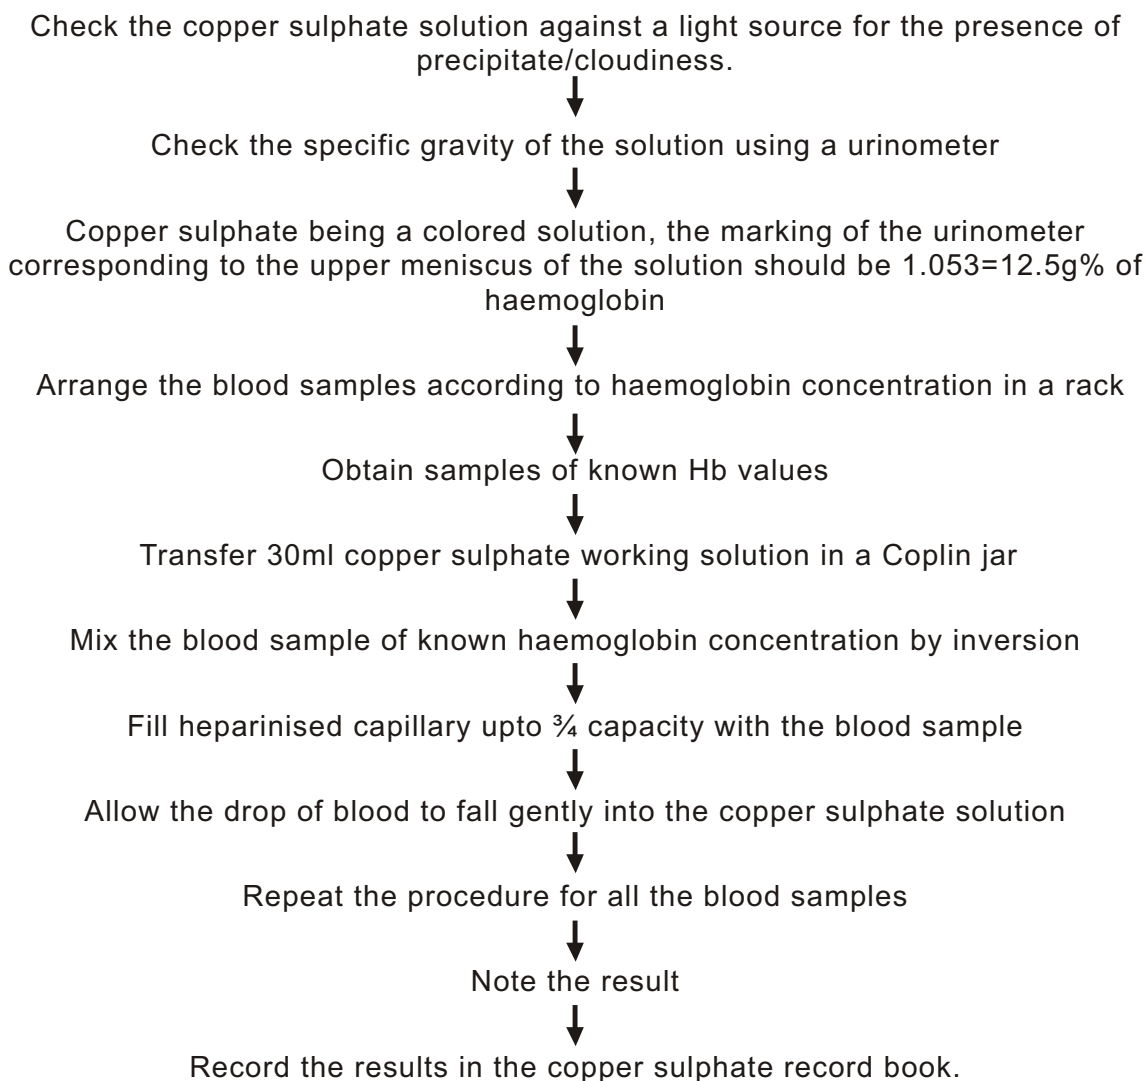 Check the copper sulphate solution against a light source for the presence of
precipitate/cloudiness.
Check the specific gravity of the solution using a urinometer
Copper sulphate being a colored solution, the marking of the urinometer
corresponding to the upper meniscus of the solution should be 1.053=12.5g% of
haemoglobin
Arrange the blood samples according to haemoglobin concentration in a rack
Obtain samples of known Hb values
Transfer 30ml copper sulphate working solution in a Coplin jar
Mix the blood sample of known haemoglobin concentration by inversion
Fill heparinised capillary upto ¾ capacity with the blood sample
Allow the drop of blood to fall gently into the copper sulphate solution
Repeat the procedure for all the blood samples
Note the result
Record the results in the copper sulphate record book.